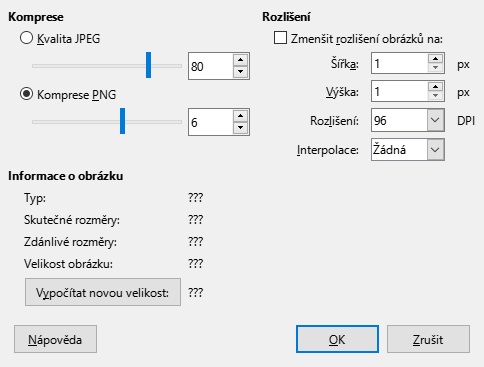 Komprese
Kvalita JPEG
80
Komprese PNG
6
Rozlišení
Zmenšit rozlišení obrázků na:
Šířka: 1 px
Výška: 1 px
Rozlišení: 96 DPI
Interpolace: Žádná
Informace o obrázku
Typ: ???
Skutečné rozměry: ???
Zdánlivé rozměry: ???
Velikost obrázku: ???
Vypočítat novou velikost: ???
Nápověda OK Zrušit